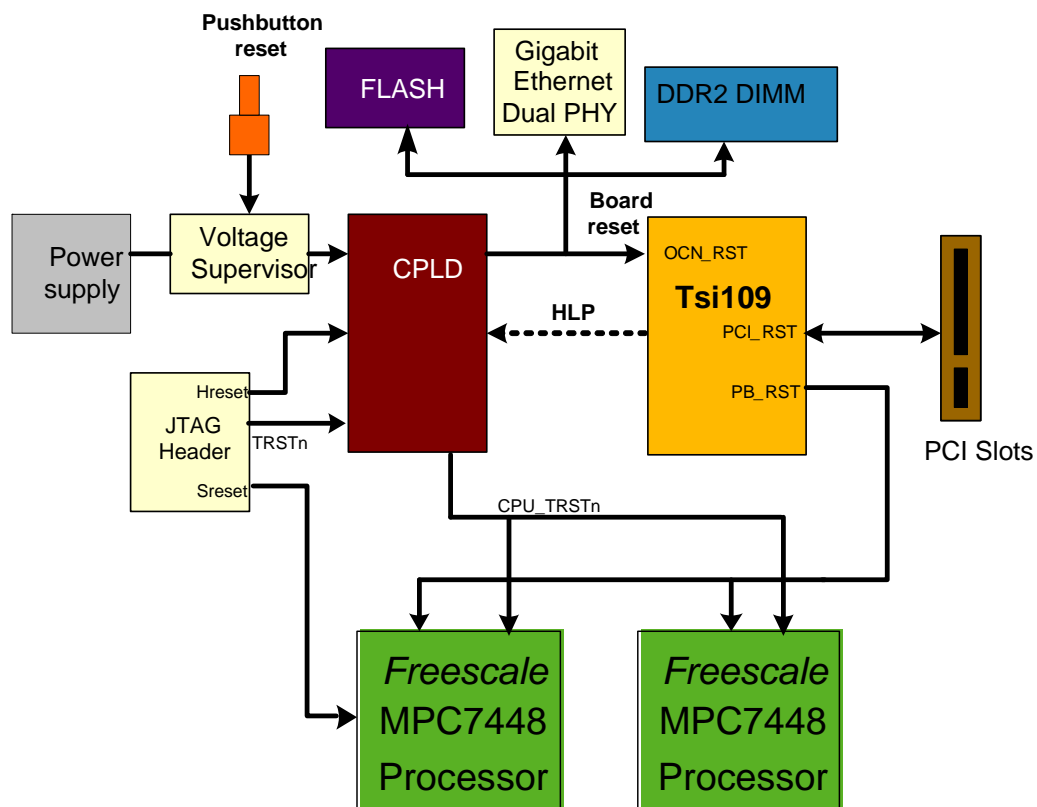 Pushbutton
reset
FLASH
Gigabit
Ethernet
Dual PHY
DDR2 DIMM
Board
reset
Power
supply
Voltage
Supervisor
CPLD
OCN_RST
Tsi109
HLP
PCI_RST
PB_RST
PCI Slots
Hreset
JTAG
Header
TRSTn
Sreset
CPU_TRSTn
Freescale
MPC7448
Processor
Freescale
MPC7448
Processor